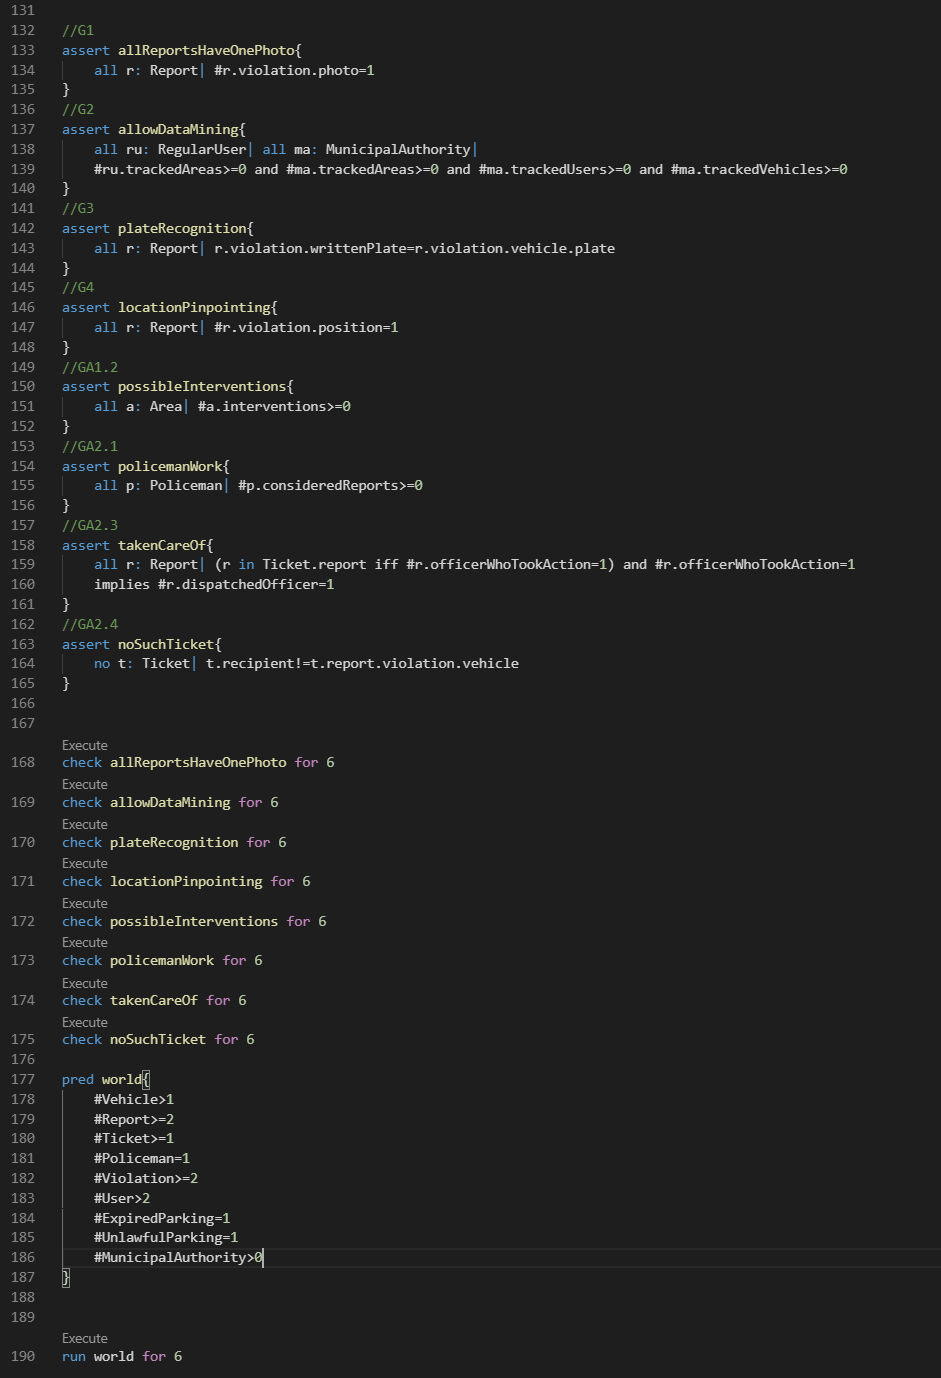 131
132 //G1
133 assert allReportsHaveOnePhoto{
134 all r: Report| #r.violation.photo=1
135 }
136 //G2
137 assert allowDataMining{
138 all ru: RegularUser| all ma: MunicipalAuthority|
139 #ru.trackedAreas>=0 and #ma.trackedAreas>=0 and #ma.trackedUsers>=0 and #ma.trackedVehicles>=0
140 }
141 //G3
142 assert plateRecognition{
143 all r: Report| r.violation.writtenPlate=r.violation.vehicle.plate
144 }
145 //G4
146 assert locationPinpointing{
147 all r: Report| #r.violation.position=1
148 }
149 //GA1.2
150 assert possibleInterventions{
151 all a: Area| #a.interventions>=0
152 }
153 //GA2.1
154 assert policemanWork{
155 all p: Policeman| #p.consideredReports>=0
156 }
157 //GA2.3
158 assert takenCareOf{
159 all r: Report| (r in Ticket.report iff #r.officerWhoTookAction=1) and #r.officerWhoTookAction=1
160 implies #r.dispatchedOfficer=1
161 }
162 //GA2.4
163 assert noSuchTicket{
164 no t: Ticket| t.recipient!=t.report.violation.vehicle
165 }
166
167
Execute
168 check allReportsHaveOnePhoto for 6
Execute
169 check allowDataMining for 6
Execute
170 check plateRecognition for 6
Execute
171 check locationPinpointing for 6
Execute
172 check possibleInterventions for 6
Execute
173 check policemanWork for 6
Execute
174 check takenCareOf for 6
Execute
175 check noSuchTicket for 6
176
177 pred world{
178 #Vehicle>1
179 #Report>=2
180 #Ticket>=1
181 #Policeman=1
182 #Violation>=2
183 #User>2
184 #ExpiredParking=1
185 #UnlawfulParking=1
186 #MunicipalAuthority>0
187 }
188
189
Execute
190 run world for 6